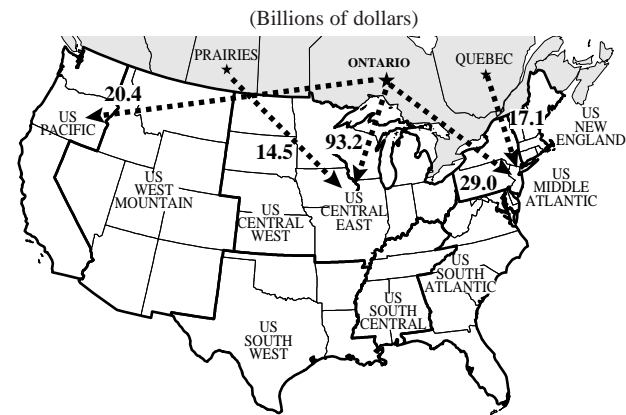 (Billions of dollars)
PRAIRIES
ONTARIO
QUEBEC
20.4
US
PACIFIC
17.1
US
NEW
ENGLAND
14.5
93.2
29.0
US
MIDDLE
ATLANTIC
US
WEST
MOUNTAIN
US
CENTRAL
WEST
US
CENTRAL
EAST
US
SOUTH
ATLANTIC
US
SOUTH
CENTRAL
US
SOUTH
WEST